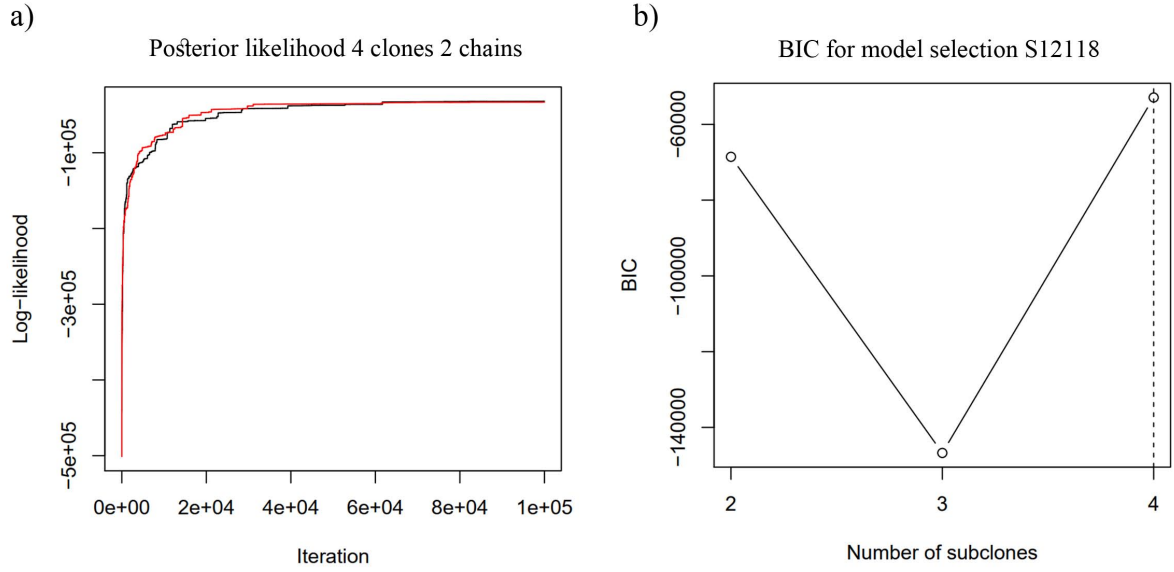 a)
Posterior likelihood 4 clones 2 chains
Log−likelihood
−1e+05
−3e+05
−5e+05
0e+00 2e+04 4e+04 6e+04 8e+04 1e+05
Iteration
b)
BIC for model selection S12118
BIC
−60000
−100000
−140000
2 3 4
Number of subclones